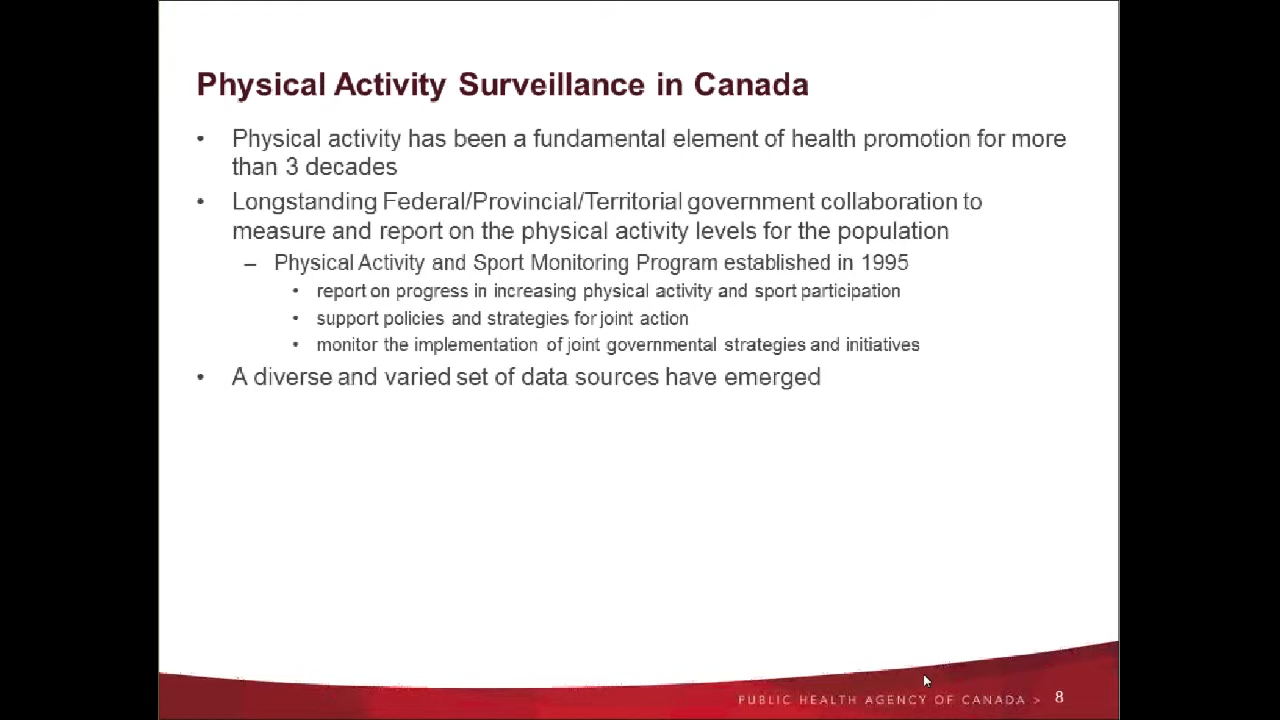 Physical Activity Surveillance in Canada
• Physical activity has been a fundamental element of health promotion for more
than 3 decades
• Longstanding Federal/Provincial/Territorial government collaboration to
measure and report on the physical activity levels for the population
– Physical Activity and Sport Monitoring Program established in 1995
• report on progress in increasing physical activity and sport participation
• support policies and strategies for joint action
• monitor the implementation of joint governmental strategies and initiatives
• A diverse and varied set of data sources have emerged
PUBLIC HEALTH AGENCY OF CANADA > 8